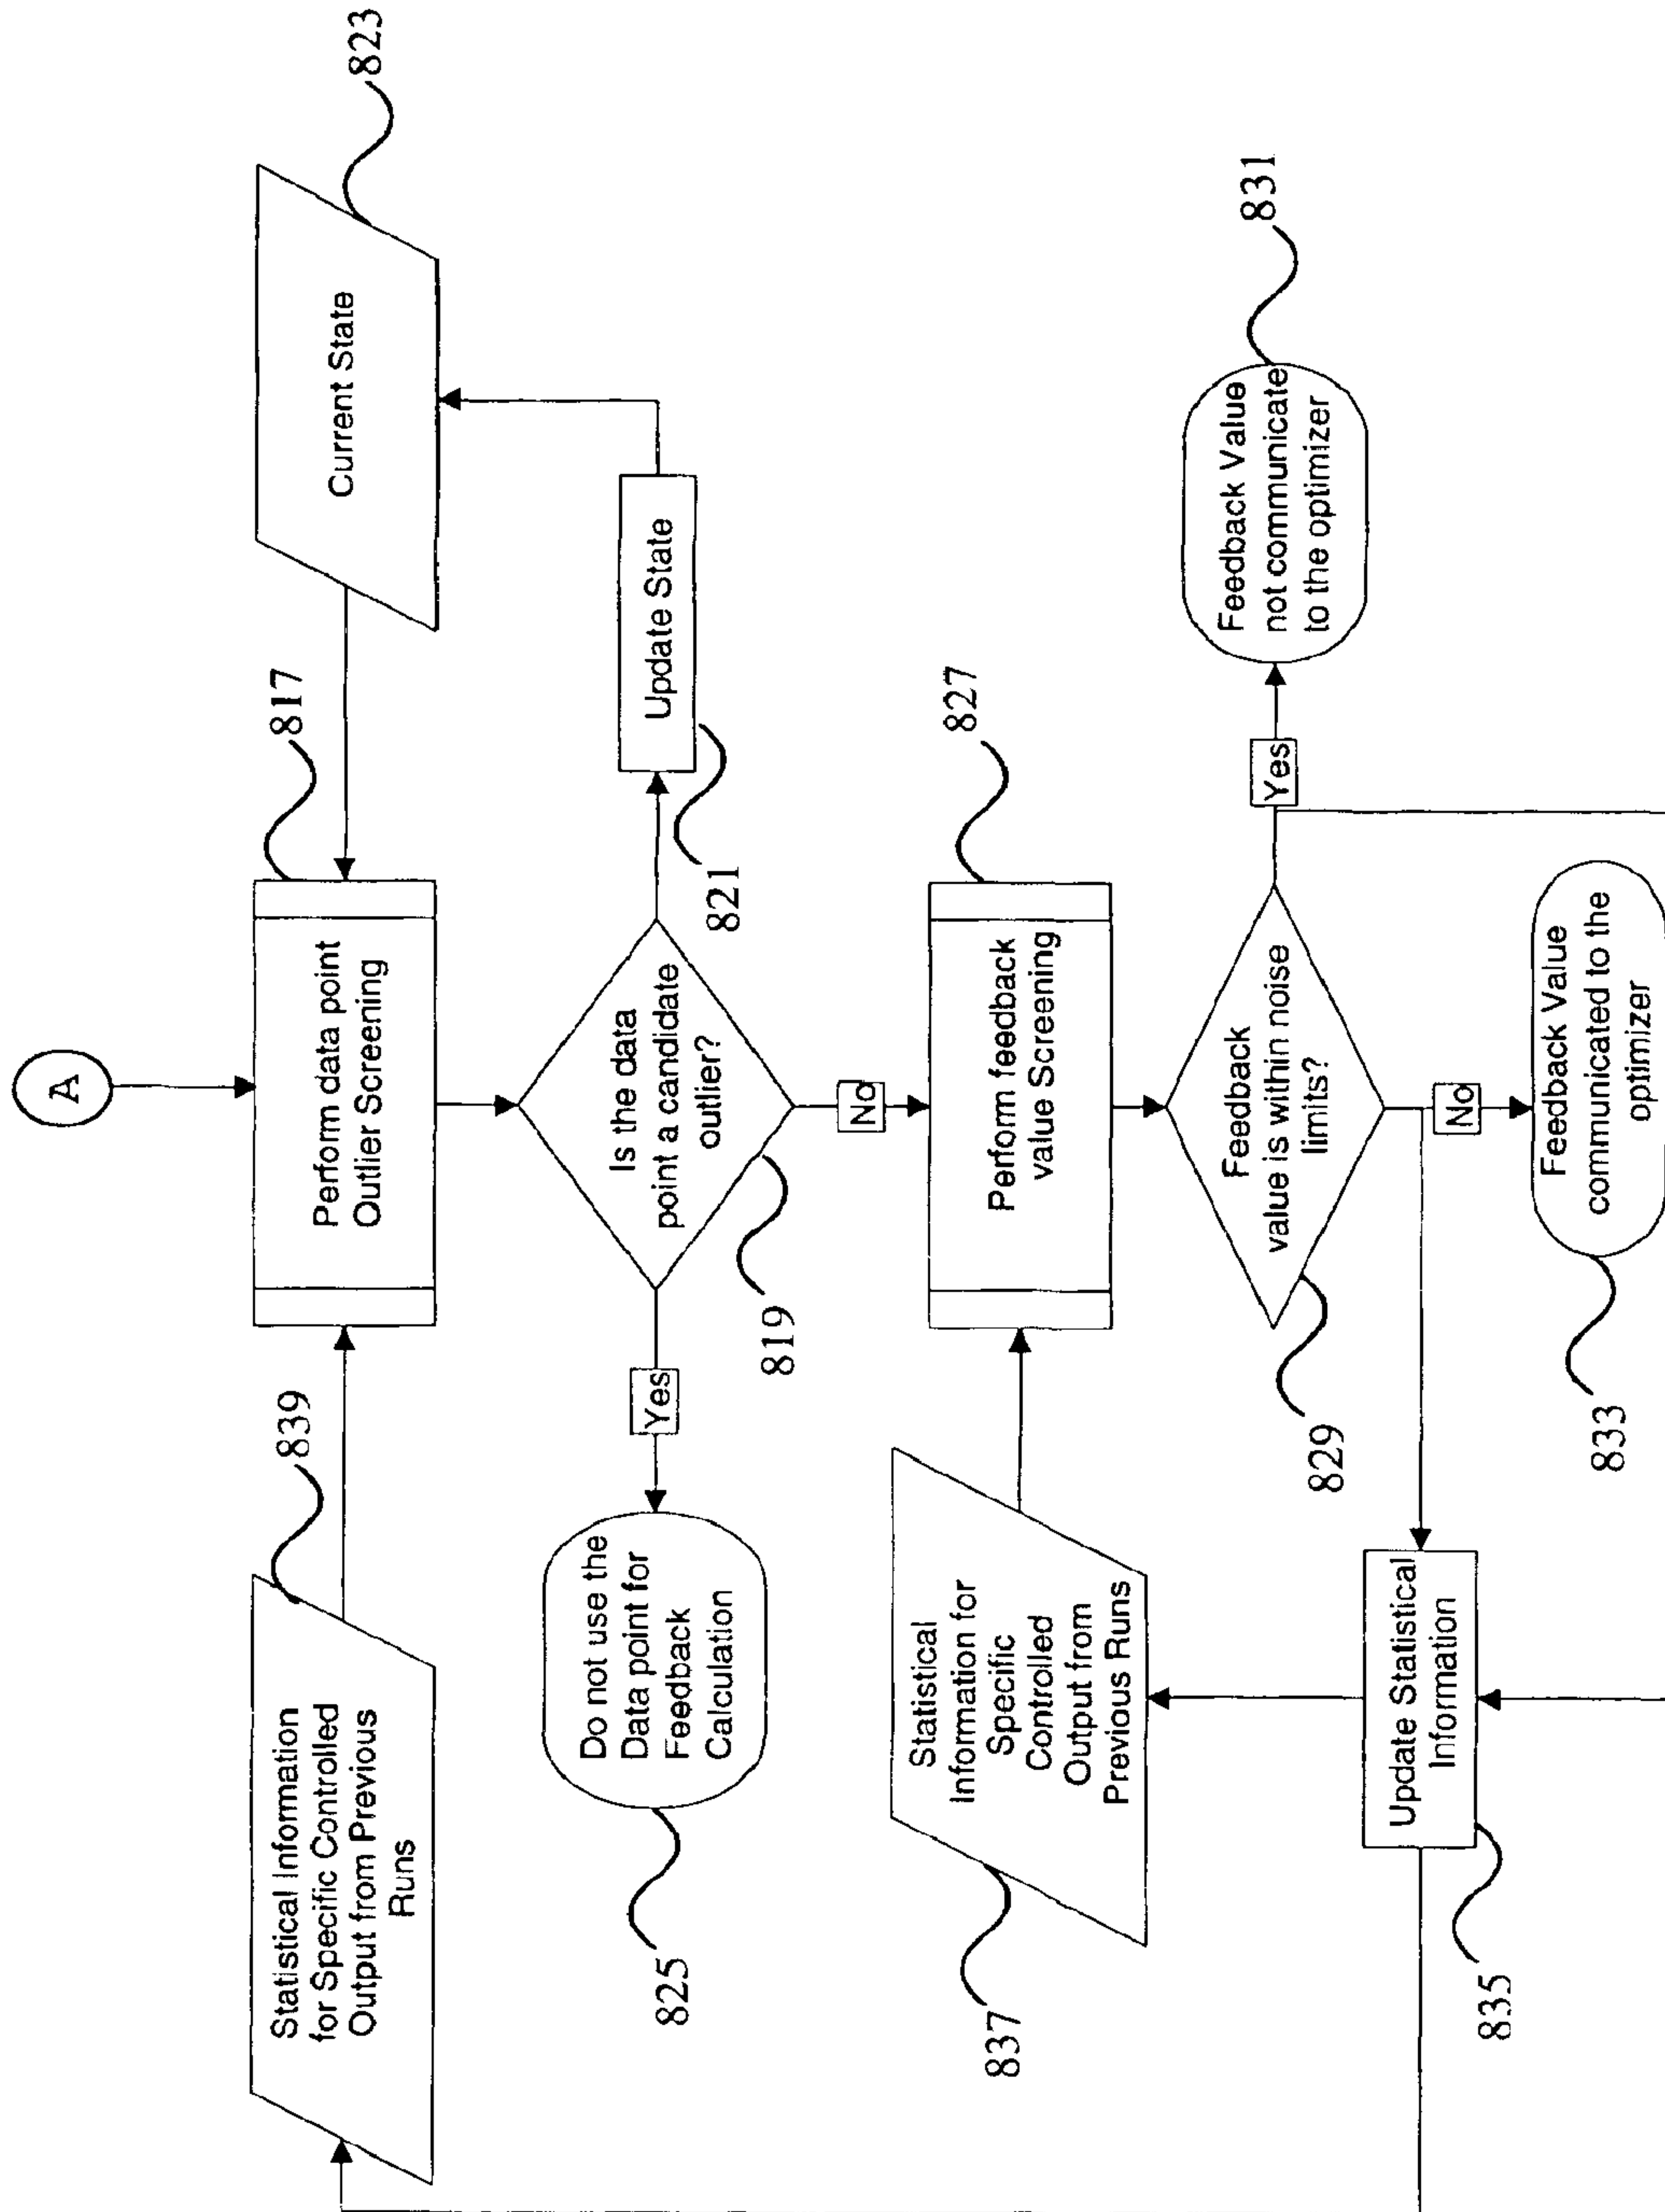 A
839
Statistical Information
for Specific Controlled
Output from Previous
Runs
817
Perform data point
Outlier Screening
823
Current State
Is the data
point a candidate
outlier?
819
Yes
Do not use the
Data point for
Feedback
Calculation
825
821
Update State
No
827
Perform feedback
value Screening
Statistical
Information for
Specific
Controlled
Output from
Previous Runs
837
Feedback
value is within noise
limits?
829
Yes
Feedback Value
not communicate
to the optimizer
831
No
Feedback Value
communicated to the
optimizer
833
Update Statistical
Information
835